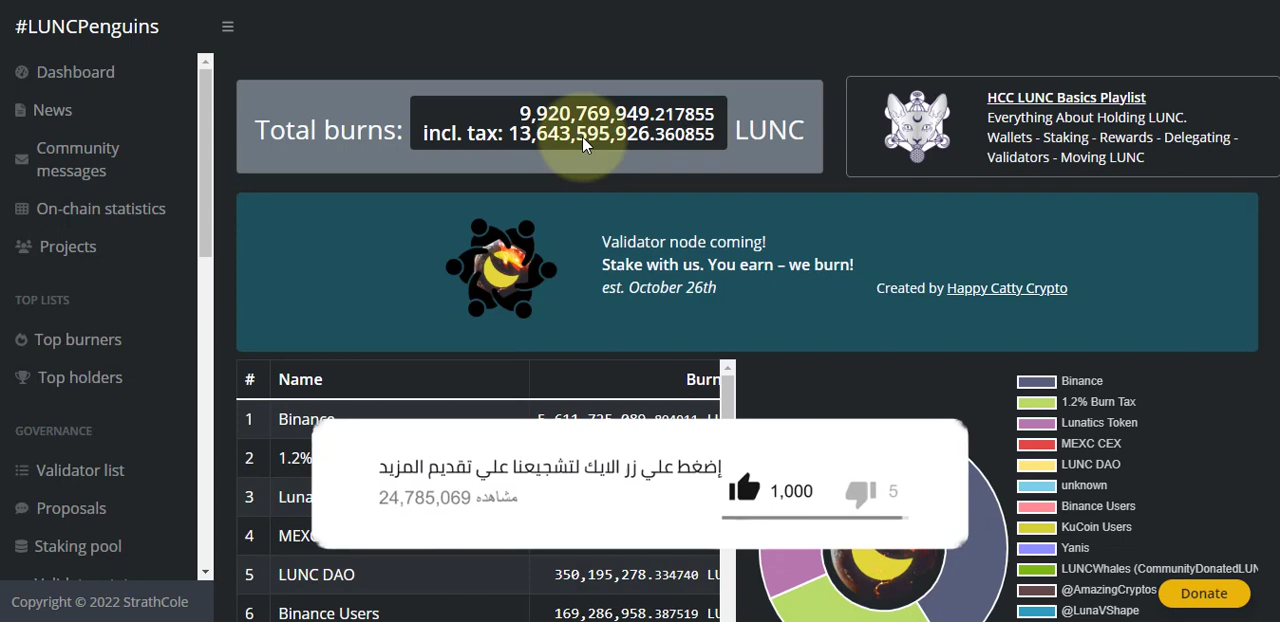 #LUNCPenguins
Dashboard
News
Community
messages
On-chain statistics
Projects
TOP LISTS
Top burners
Top holders
GOVERNANCE
Validator list
Proposals
Staking pool
Copyright © 2022 StrathCole
Total burns:
9,920,769,949.217855
incl. tax: 13,643,595,926.360855
LUNC
HCC LUNC Basics Playlist
Everything About Holding LUNC.
Wallets - Staking - Rewards - Delegating -
Validators - Moving LUNC
Validator node coming!
Stake with us. You earn – we burn!
est. October 26th
Created by Happy Catty Crypto
# Name Burn
1 Binance
2 1.2%
3 Luna
4 MEXC
5 LUNC DAO 350,195,278.334740 LU
6 Binance Users 169,286,958.387519 LU
إضغط علي زر الايك لتشجيعنا علي تقديم المزيد
24,785,069 مشاهده
1,000
5
Binance
1.2% Burn Tax
Lunatics Token
MEXC CEX
LUNC DAO
unknown
Binance Users
KuCoin Users
Yanis
LUNCWhales (CommunityDonatedLUN
@AmazingCryptos
@LunaVShape
Donate